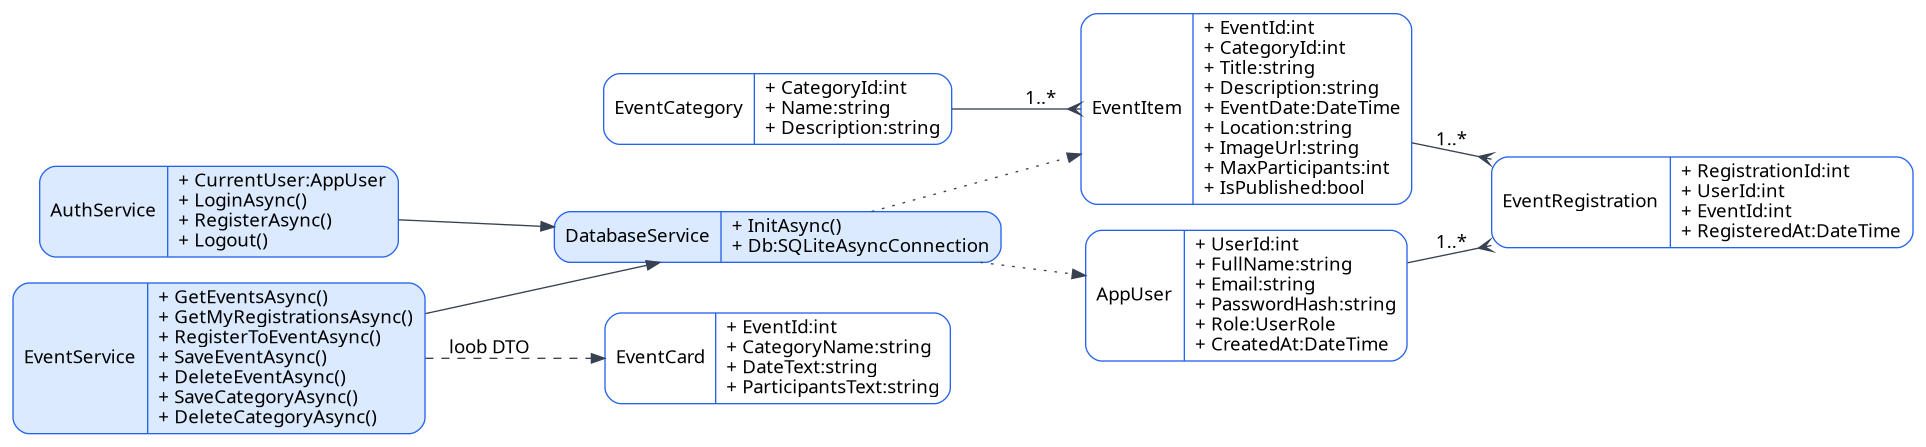 AuthService
+ CurrentUser:AppUser
+ LoginAsync()
+ RegisterAsync()
+ Logout()
EventService
+ GetEventsAsync()
+ GetMyRegistrationsAsync()
+ RegisterToEventAsync()
+ SaveEventAsync()
+ DeleteEventAsync()
+ SaveCategoryAsync()
+ DeleteCategoryAsync()
loob DTO
EventCategory
+ CategoryId:int
+ Name:string
+ Description:string
DatabaseService
+ InitAsync()
+ Db:SQLiteAsyncConnection
EventCard
+ EventId:int
+ CategoryName:string
+ DateText:string
+ ParticipantsText:string
1..*
EventItem
+ EventId:int
+ CategoryId:int
+ Title:string
+ Description:string
+ EventDate:DateTime
+ Location:string
+ ImageUrl:string
+ MaxParticipants:int
+ IsPublished:bool
AppUser
+ UserId:int
+ FullName:string
+ Email:string
+ PasswordHash:string
+ Role:UserRole
+ CreatedAt:DateTime
1..*
1..*
EventRegistration
+ RegistrationId:int
+ UserId:int
+ EventId:int
+ RegisteredAt:DateTime